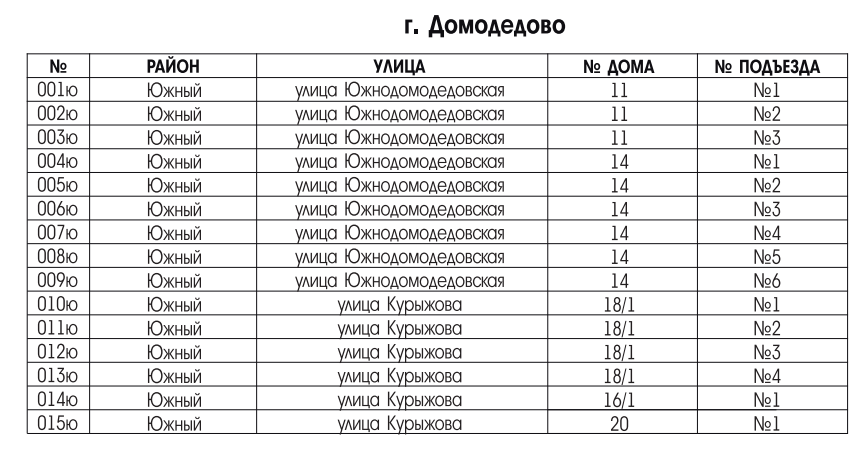 г. Домодедово
№ РАЙОН УЛИЦА № ДОМА № ПОДЪЕЗДА
001ю Южный улица Южнодомодедовская 11 №1
002ю Южный улица Южнодомодедовская 11 №2
003ю Южный улица Южнодомодедовская 11 №3
004ю Южный улица Южнодомодедовская 14 №1
005ю Южный улица Южнодомодедовская 14 №2
006ю Южный улица Южнодомодедовская 14 №3
007ю Южный улица Южнодомодедовская 14 №4
008ю Южный улица Южнодомодедовская 14 №5
009ю Южный улица Южнодомодедовская 14 №6
010ю Южный улица Курыжова 18/1 №1
011ю Южный улица Курыжова 18/1 №2
012ю Южный улица Курыжова 18/1 №3
013ю Южный улица Курыжова 18/1 №4
014ю Южный улица Курыжова 16/1 №1
015ю Южный улица Курыжова 20 №1